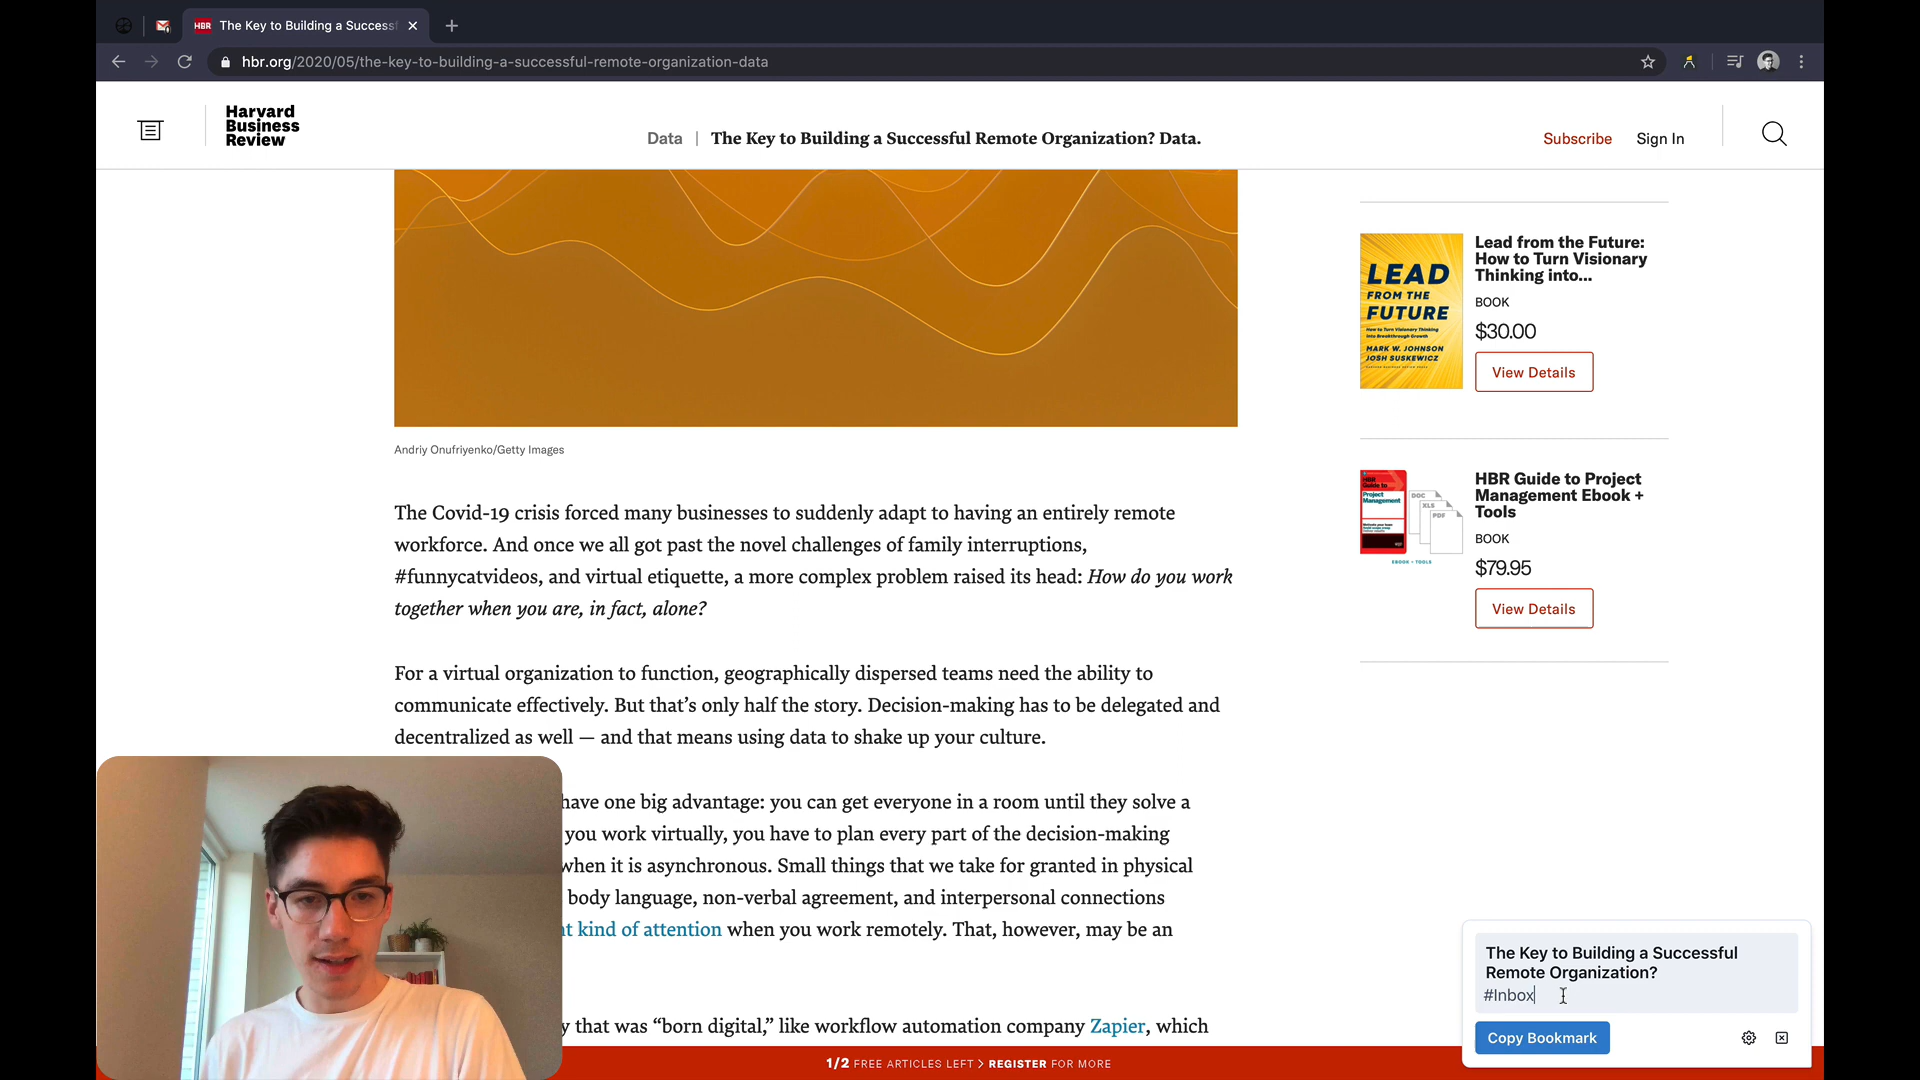 HBR The Key to Building a Success
hbr.org/2020/05/the-key-to-building-a-successful-remote-organization-data
Harvard
Business
Review
Data | The Key to Building a Successful Remote Organization? Data.
Subscribe Sign In
Andriy Onufriyenko/Getty Images
The Covid-19 crisis forced many businesses to suddenly adapt to having an entirely remote
workforce. And once we all got past the novel challenges of family interruptions,
#funnycatvideos, and virtual etiquette, a more complex problem raised its head: How do you work
together when you are, in fact, alone?
For a virtual organization to function, geographically dispersed teams need the ability to
communicate effectively. But that’s only half the story. Decision-making has to be delegated and
decentralized as well — and that means using data to shake up your culture.
have one big advantage: you can get everyone in a room until they solve a
you work virtually, you have to plan every part of the decision-making
when it is asynchronous. Small things that we take for granted in physical
body language, non-verbal agreement, and interpersonal connections
kind of attention when you work remotely. That, however, may be an
that was “born digital,” like workflow automation company Zapier, which
LEAD
FROM THE
FUTURE
How to Turn Visionary Thinking
into Breakthrough Growth
MARK W. JOHNSON
JOSH SUSKEWICZ
Lead from the Future:
How to Turn Visionary
Thinking into...
BOOK
$30.00
View Details
HBR
Guide to
Project
Management
DOC
XLS
PDF
EBOOK + TOOLS
HBR Guide to Project
Management Ebook +
Tools
BOOK
$79.95
View Details
The Key to Building a Successful
Remote Organization?
#Inbox
Copy Bookmark
1/2 FREE ARTICLES LEFT > REGISTER FOR MORE